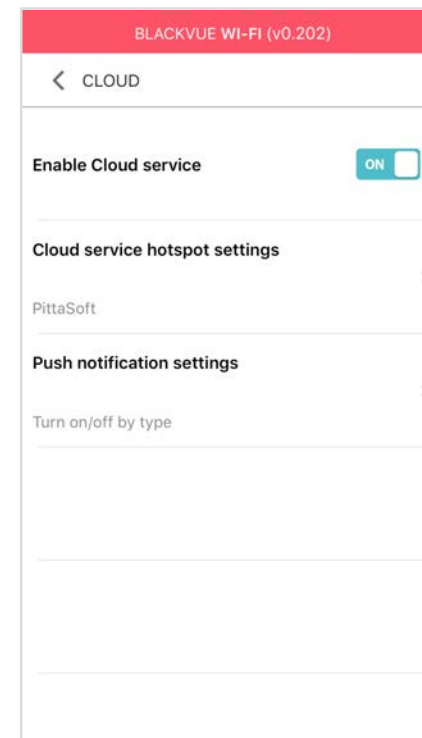 BLACKVUE WI-FI (v0.202)
CLOUD
Enable Cloud service
ON
Cloud service hotspot settings
PittaSoft
Push notification settings
Turn on/off by type